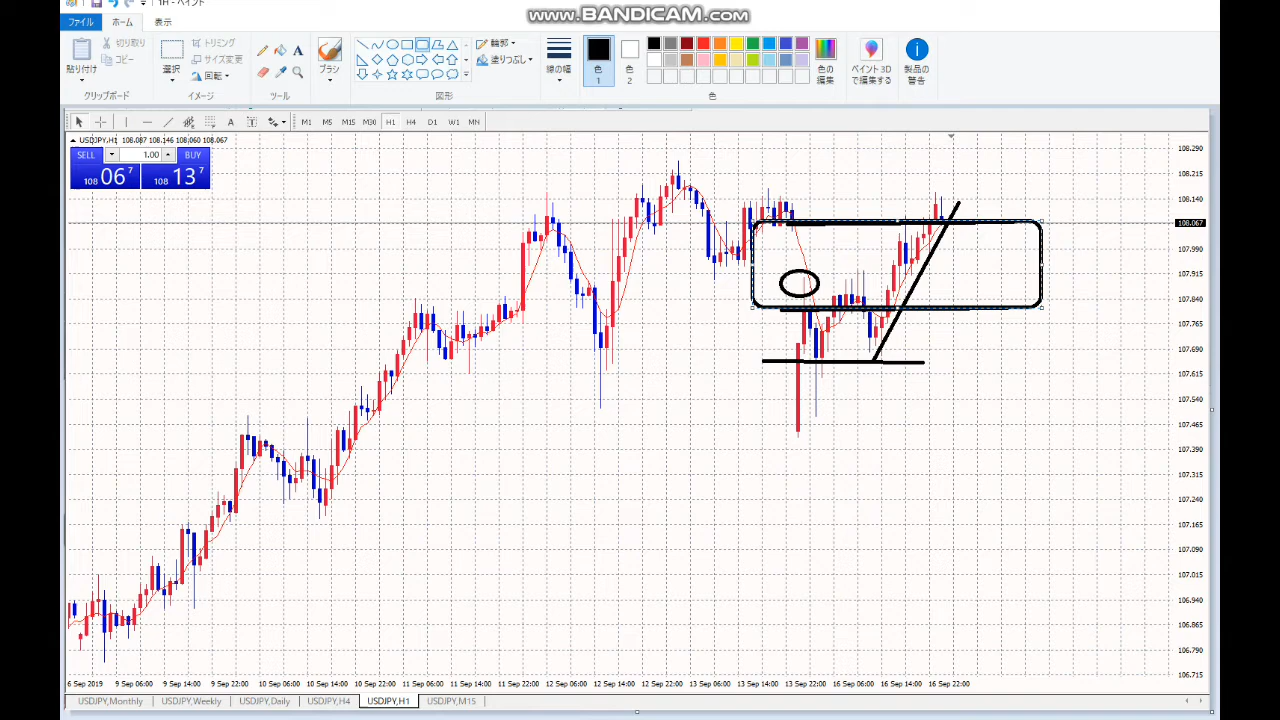 www.BANDICAM.com
1H - ペイント
ファイル
ホーム
表示
貼り付け
切り取り
コピー
クリップボード
選択
トリミング
サイズ変更
回転
イメージ
A
ツール
ブラシ
輪郭
塗りつぶし
図形
線の幅
色
1
色
2
色の
編集
色
ペイント 3D
で編集する
製品の
警告
A
T
M1
M5
M15
M30
H1
H4
D1
W1
MN
USDJPY,H1 108.087 108.146 108.060 108.067
SELL
1.00
BUY
108 06 7
108 13 7
108.290
108.215
108.140
108.067
107.990
107.915
107.840
107.765
107.690
107.615
107.540
107.465
107.390
107.315
107.240
107.165
107.090
107.015
106.940
106.865
106.790
106.715
6 Sep 2019
9 Sep 06:00
9 Sep 14:00
9 Sep 22:00
10 Sep 06:00
10 Sep 14:00
10 Sep 22:00
11 Sep 06:00
11 Sep 14:00
11 Sep 22:00
12 Sep 06:00
12 Sep 14:00
12 Sep 22:00
13 Sep 06:00
13 Sep 14:00
13 Sep 22:00
16 Sep 06:00
16 Sep 14:00
16 Sep 22:00
USDJPY,Monthly
USDJPY,Weekly
USDJPY,Daily
USDJPY,H4
USDJPY,H1
USDJPY,M15